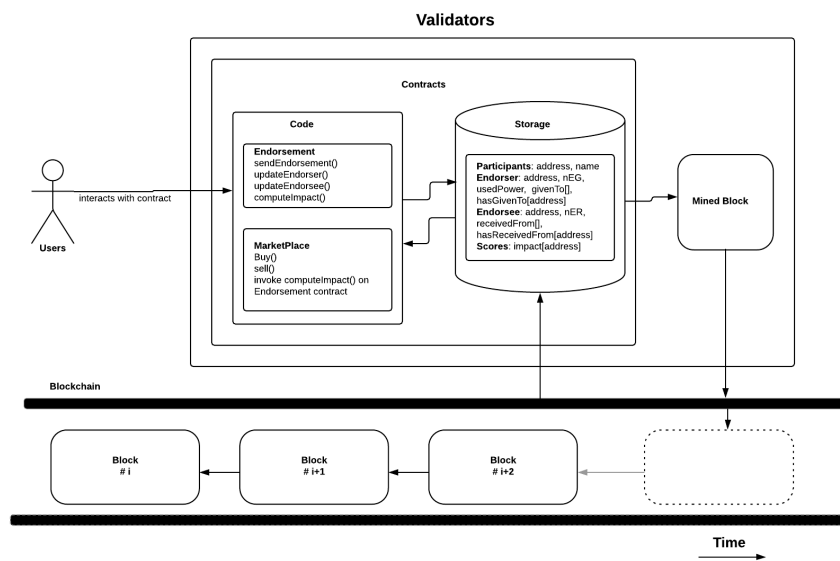 Validators
Contracts
Code
Endorsement
sendEndorsement()
updateEndorser()
updateEndorsee()
computeImpact()
MarketPlace
Buy()
sell()
invoke computeImpact() on
Endorsement contract
Storage
Participants: address, name
Endorser: address, nEG,
usedPower, givenTo[],
hasGivenTo[address]
Endorsee: address, nER,
receivedFrom[],
hasReceivedFrom[address]
Scores: impact[address]
Mined Block
interacts with contract
Users
Blockchain
Block
# i
Block
# i+1
Block
# i+2
Time